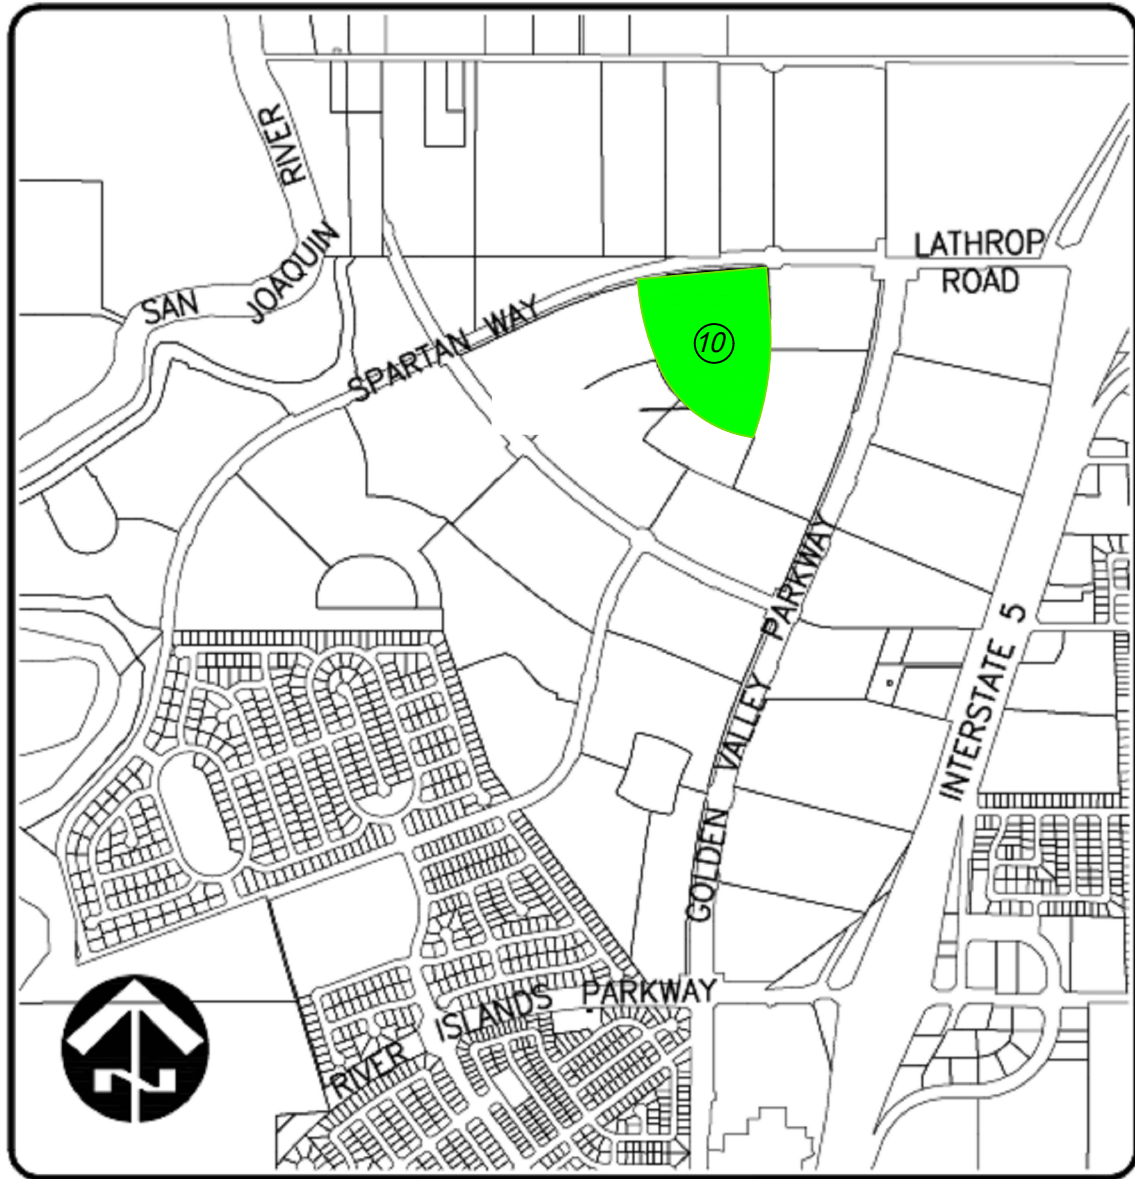 RIVER
SAN
JOAQUIN
LATHROP
ROAD
SPARTAN WAY
10
GOLDEN VALLEY PARKWAY
INTERSTATE 5
RIVER ISLANDS PARKWAY
N